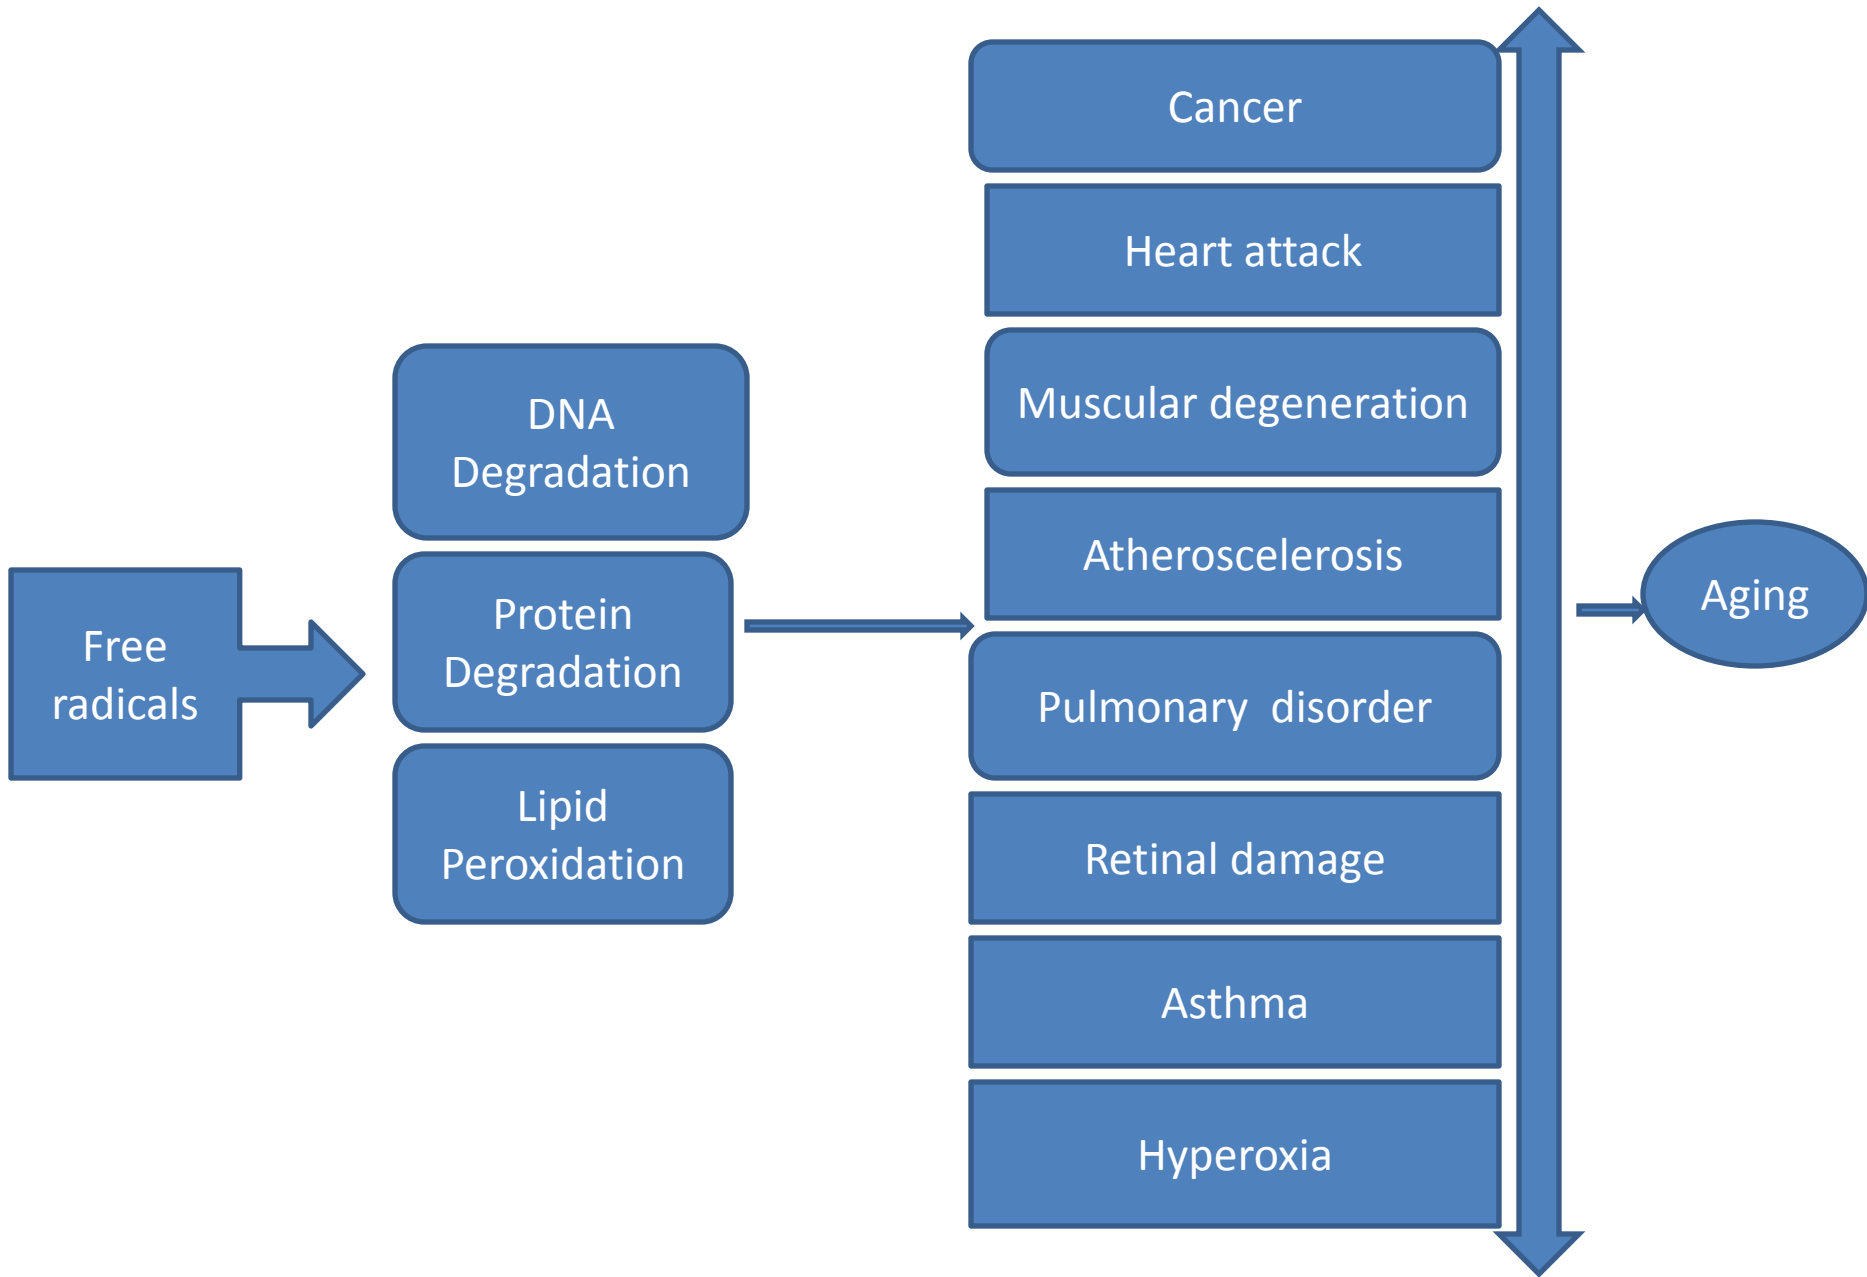 Free
radicals
DNA
Degradation
Protein
Degradation
Lipid
Peroxidation
Cancer
Heart attack
Muscular degeneration
Atheroscelerosis
Pulmonary  disorder
Retinal damage
Asthma
Hyperoxia
Aging